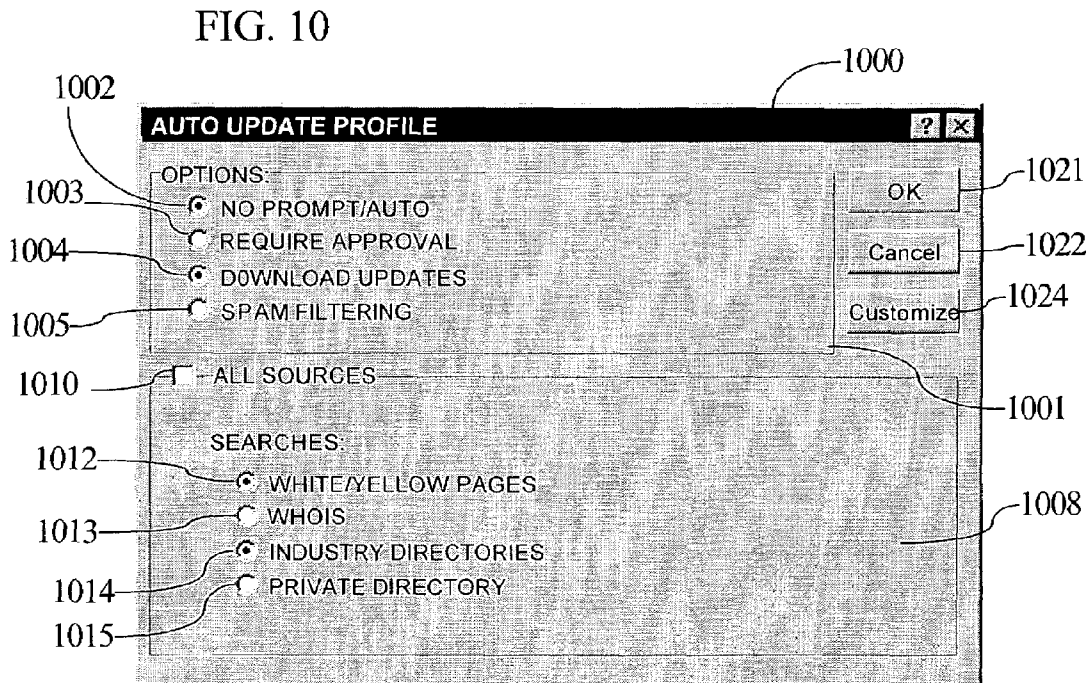 FIG. 10
1000
1002
AUTO UPDATE PROFILE ? X
OPTIONS:
1003
NO PROMPT/AUTO
REQUIRE APPROVAL
1004
D0WNLOAD UPDATES
1005
SPAM FILTERING
OK
1021
Cancel
1022
Customize
1024
1001
1010
ALL SOURCES
SEARCHES:
1012
WHITE/YELLOW PAGES
1013
WHOIS
1014
INDUSTRY DIRECTORIES
1015
PRIVATE DIRECTORY
1008